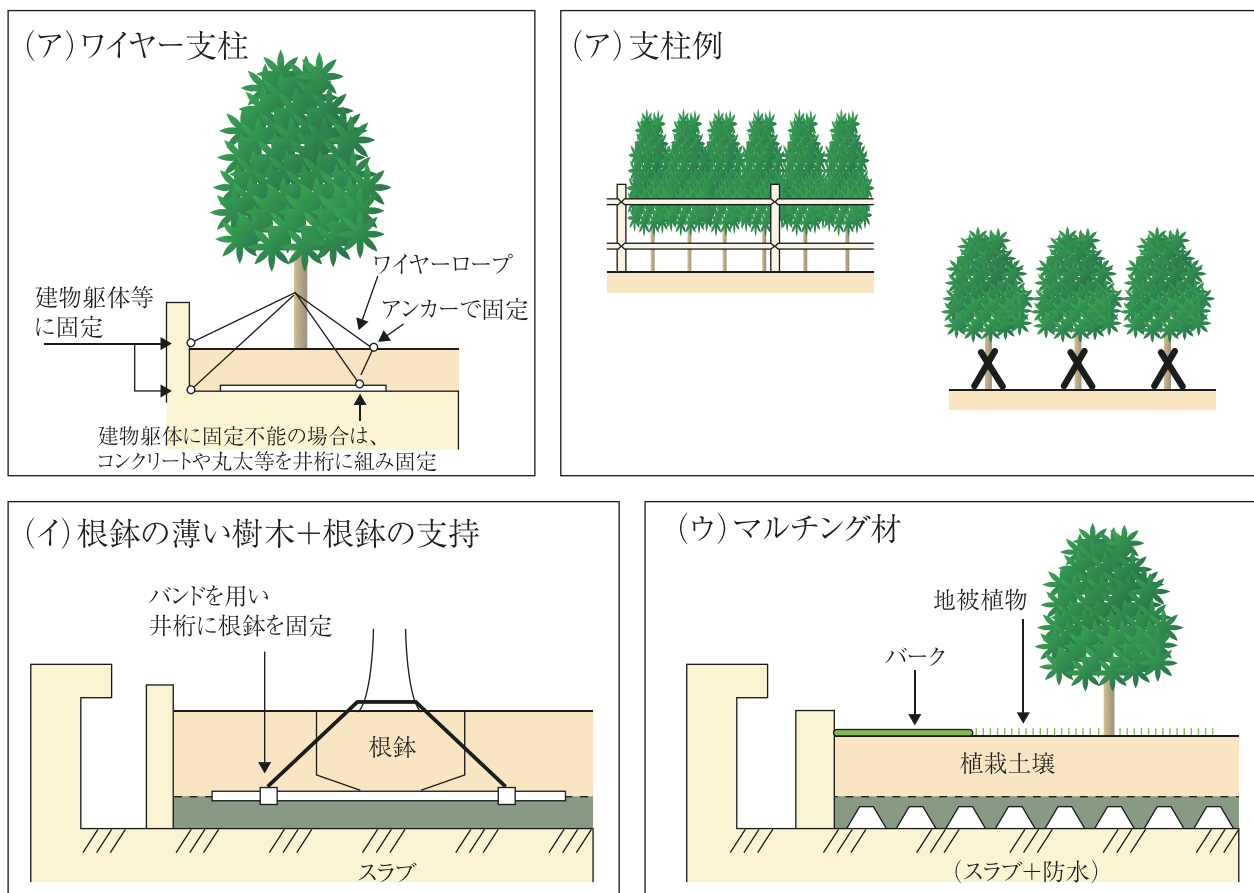 (ア)ワイヤー支柱
ワイヤーロープ
アンカーで固定
建物躯体等
に固定
建物躯体に固定不能の場合は、
コンクリートや丸太等を井桁に組み固定
(ア)支柱例
(イ)根鉢の薄い樹木+根鉢の支持
バンドを用い
井桁に根鉢を固定
根鉢
スラブ
(ウ)マルチング材
地被植物
バーク
植栽土壌
(スラブ+防水)